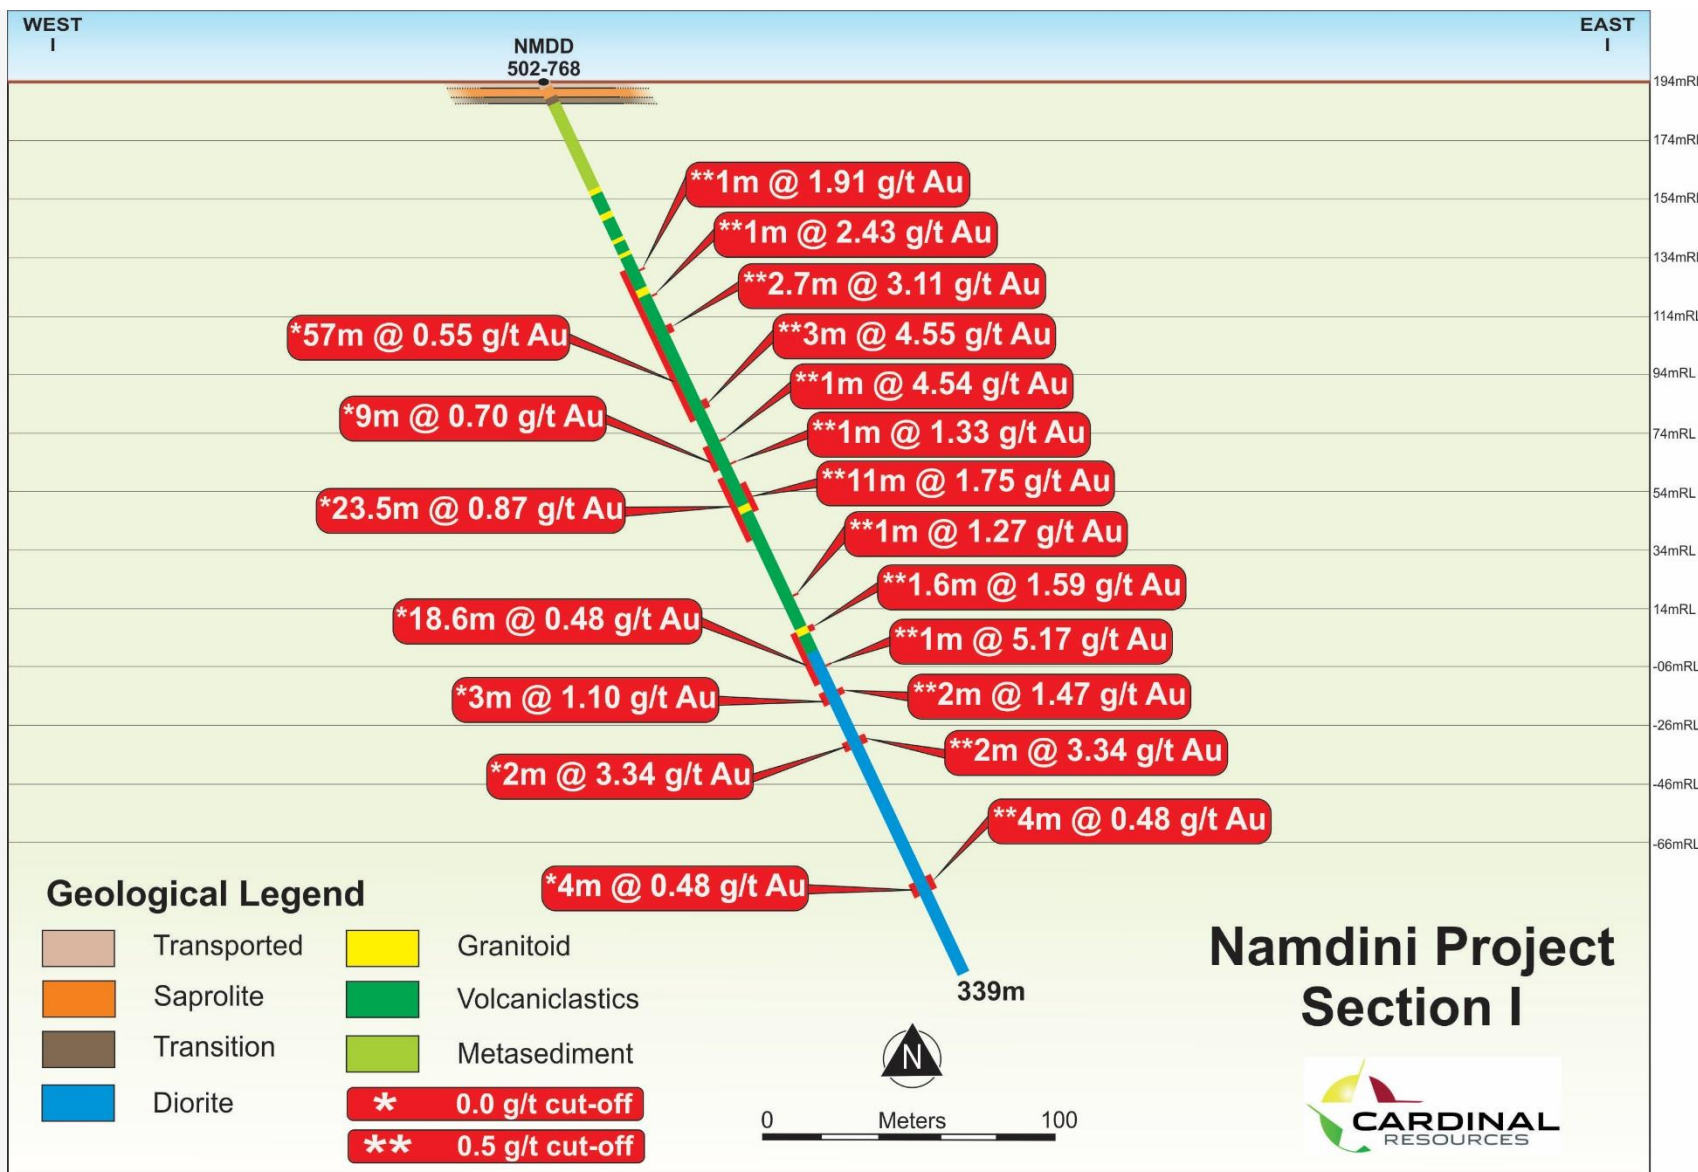 WEST
I
EAST
I
NMDD
502-768
194mRL
174mRL
154mRL
134mRL
114mRL
94mRL
74mRL
54mRL
34mRL
14mRL
-06mRL
-26mRL
-46mRL
-66mRL
**1m @ 1.91 g/t Au
**1m @ 2.43 g/t Au
**2.7m @ 3.11 g/t Au
**3m @ 4.55 g/t Au
**1m @ 4.54 g/t Au
**1m @ 1.33 g/t Au
**11m @ 1.75 g/t Au
**1m @ 1.27 g/t Au
**1.6m @ 1.59 g/t Au
**1m @ 5.17 g/t Au
**2m @ 1.47 g/t Au
**2m @ 3.34 g/t Au
**4m @ 0.48 g/t Au
*57m @ 0.55 g/t Au
*9m @ 0.70 g/t Au
*23.5m @ 0.87 g/t Au
*18.6m @ 0.48 g/t Au
*3m @ 1.10 g/t Au
*2m @ 3.34 g/t Au
*4m @ 0.48 g/t Au
339m
Geological Legend
Transported
Saprolite
Transition
Diorite
Granitoid
Volcaniclastics
Metasediment
* 0.0 g/t cut-off
** 0.5 g/t cut-off
N
0 Meters 100
Namdini Project
Section I
CARDINAL
RESOURCES